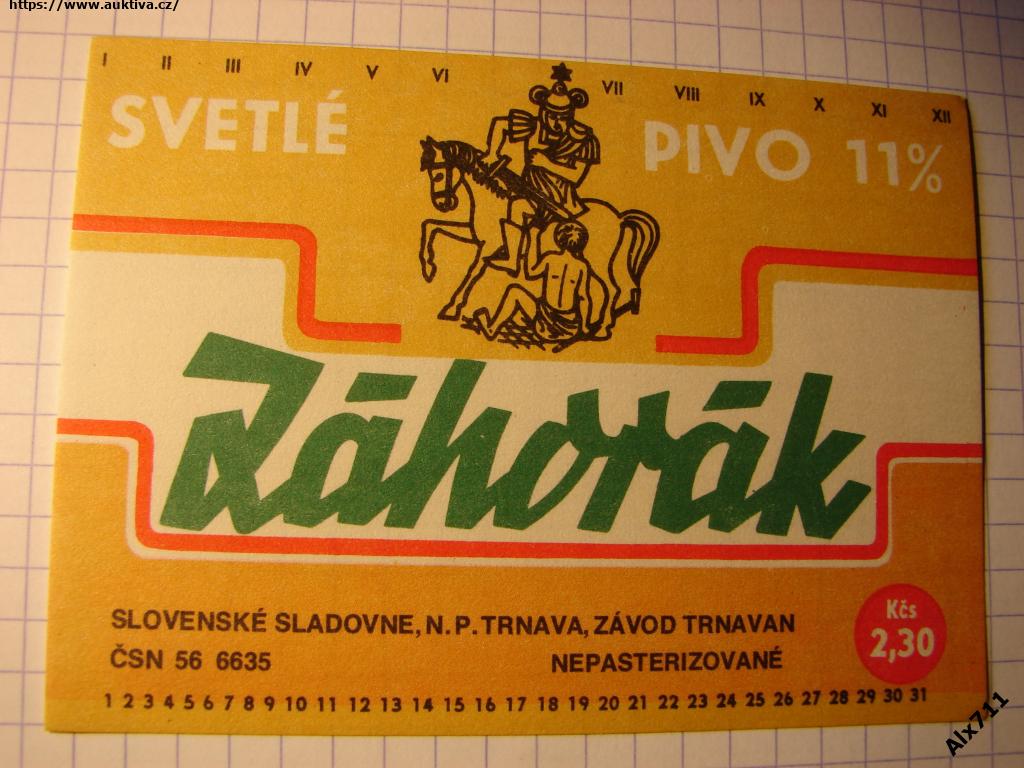 https://www.auktiva.cz/
I II III IV V VI VII VIII IX X XI XII
SVETLÉ PIVO 11%
Záhorák
SLOVENSKÉ SLADOVNE, N. P. TRNAVA, ZÁVOD TRNAVAN
ČSN 56 6635 NEPASTERIZOVANÉ
Kčs
2,30
1 2 3 4 5 6 7 8 9 10 11 12 13 14 15 16 17 18 19 20 21 22 23 24 25 26 27 28 29 30 31
Alx711